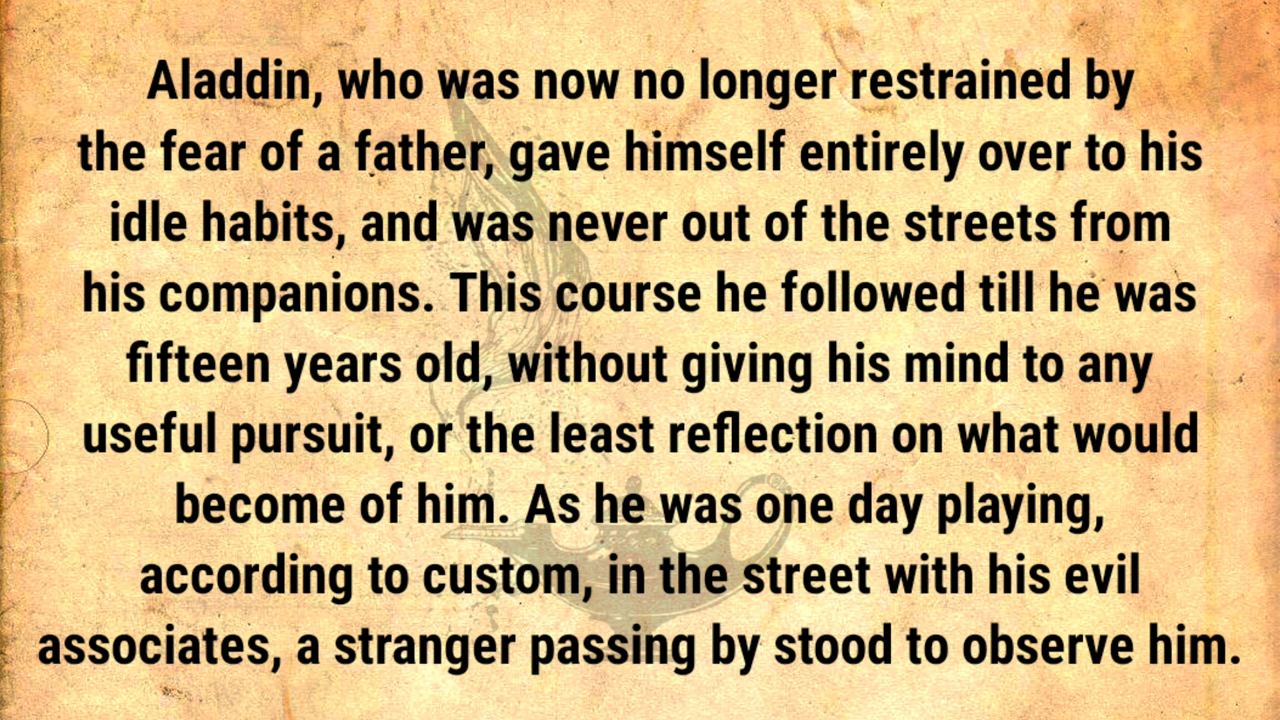 Aladdin, who was now no longer restrained by
the fear of a father, gave himself entirely over to his
idle habits, and was never out of the streets from
his companions. This course he followed till he was
fifteen years old, without giving his mind to any
useful pursuit, or the least reflection on what would
become of him. As he was one day playing,
according to custom, in the street with his evil
associates, a stranger passing by stood to observe him.